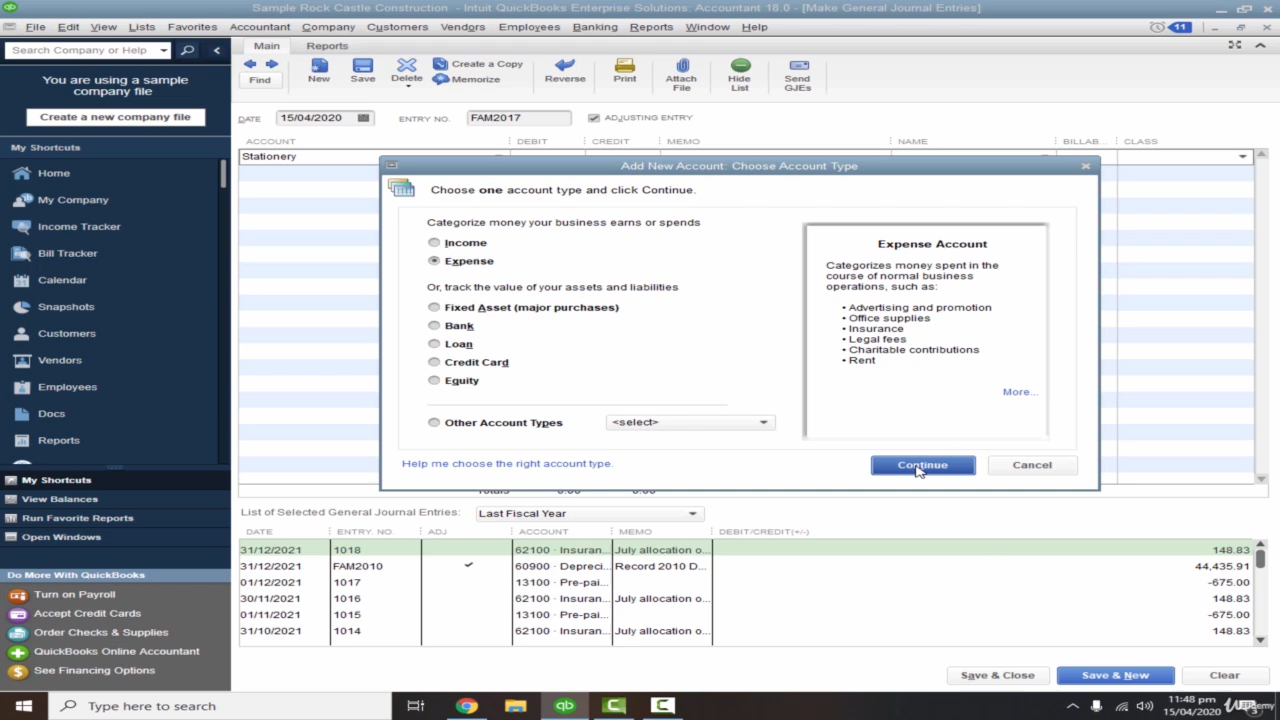 Sample Rock Castle Construction - Intuit QuickBooks Enterprise Solutions: Accountant 18.0 - [Make General Journal Entries]
File Edit View Lists Favorites Accountant Company Customers Vendors Employees Banking Reports Window Help 11
Search Company or Help
You are using a sample
company file
Create a new company file
My Shortcuts
Home
My Company
Income Tracker
Bill Tracker
Calendar
Snapshots
Customers
Vendors
Employees
Docs
Reports
My Shortcuts
View Balances
Run Favorite Reports
Open Windows
Do More With QuickBooks
Turn on Payroll
Accept Credit Cards
Order Checks & Supplies
QuickBooks Online Accountant
See Financing Options
Main Reports
Find
New
Save
Delete
Create a Copy
Memorize
Reverse
Print
Attach
File
Hide
List
Send
GJEs
DATE 15/04/2020 ENTRY NO. FAM2017 ADJUSTING ENTRY
ACCOUNT DEBIT CREDIT MEMO NAME BILLAB... CLASS
Stationery
Add New Account: Choose Account Type
Choose one account type and click Continue.
Categorize money your business earns or spends
Income
Expense
Or, track the value of your assets and liabilities
Fixed Asset (major purchases)
Bank
Loan
Credit Card
Equity
Other Account Types <select>
Expense Account
Categorizes money spent in the
course of normal business
operations, such as:
• Advertising and promotion
• Office supplies
• Insurance
• Legal fees
• Charitable contributions
• Rent
More...
Help me choose the right account type.
Continue Cancel
Totals 0.00 0.00
List of Selected General Journal Entries: Last Fiscal Year
DATE ENTRY. NO. ADJ ACCOUNT MEMO DEBIT/CREDIT(+/-)
31/12/2021 1018 62100 · Insuran... July allocation o... 148.83
31/12/2021 FAM2010 60900 · Depreci... Record 2010 D... 44,435.91
01/12/2021 1017 13100 · Pre-pai... -675.00
30/11/2021 1016 62100 · Insuran... July allocation o... 148.83
01/11/2021 1015 13100 · Pre-pai... -675.00
31/10/2021 1014 62100 · Insuran... July allocation o... 148.83
Save & Close Save & New Clear
Type here to search
qb
11:48 pm
15/04/2020